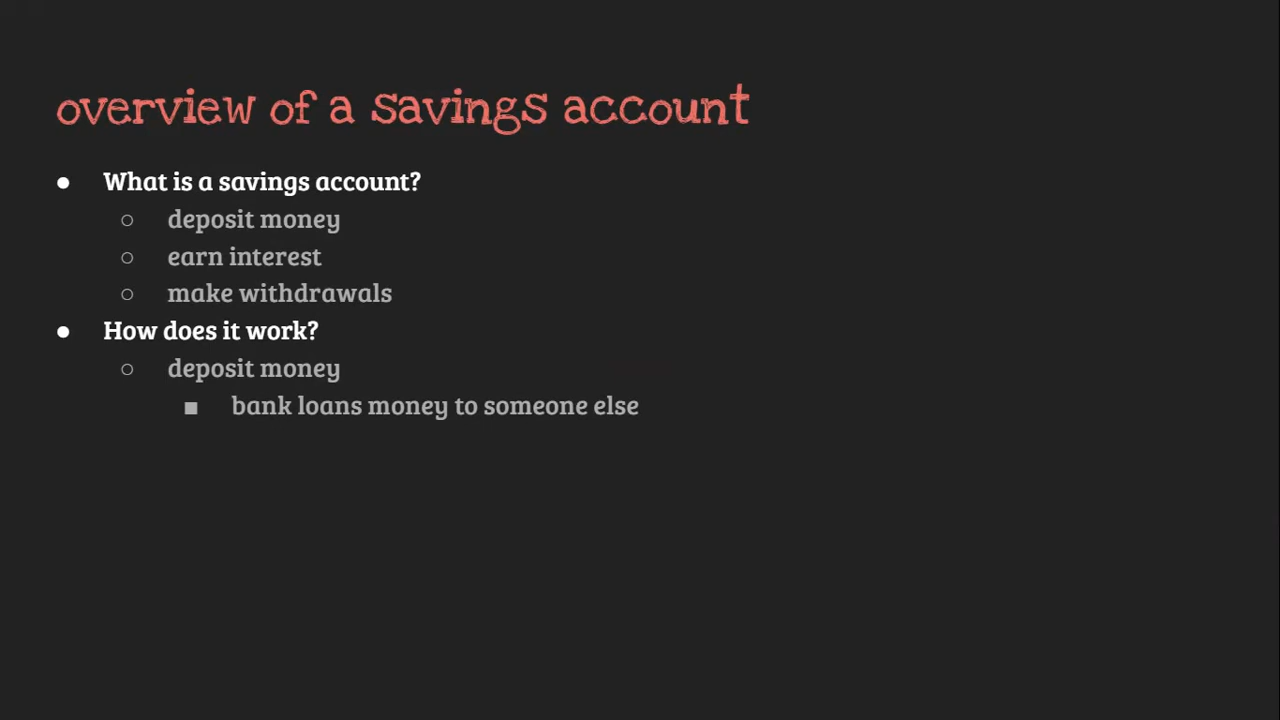 overview of a savings account
● What is a savings account?
○ deposit money
○ earn interest
○ make withdrawals
● How does it work?
○ deposit money
■ bank loans money to someone else